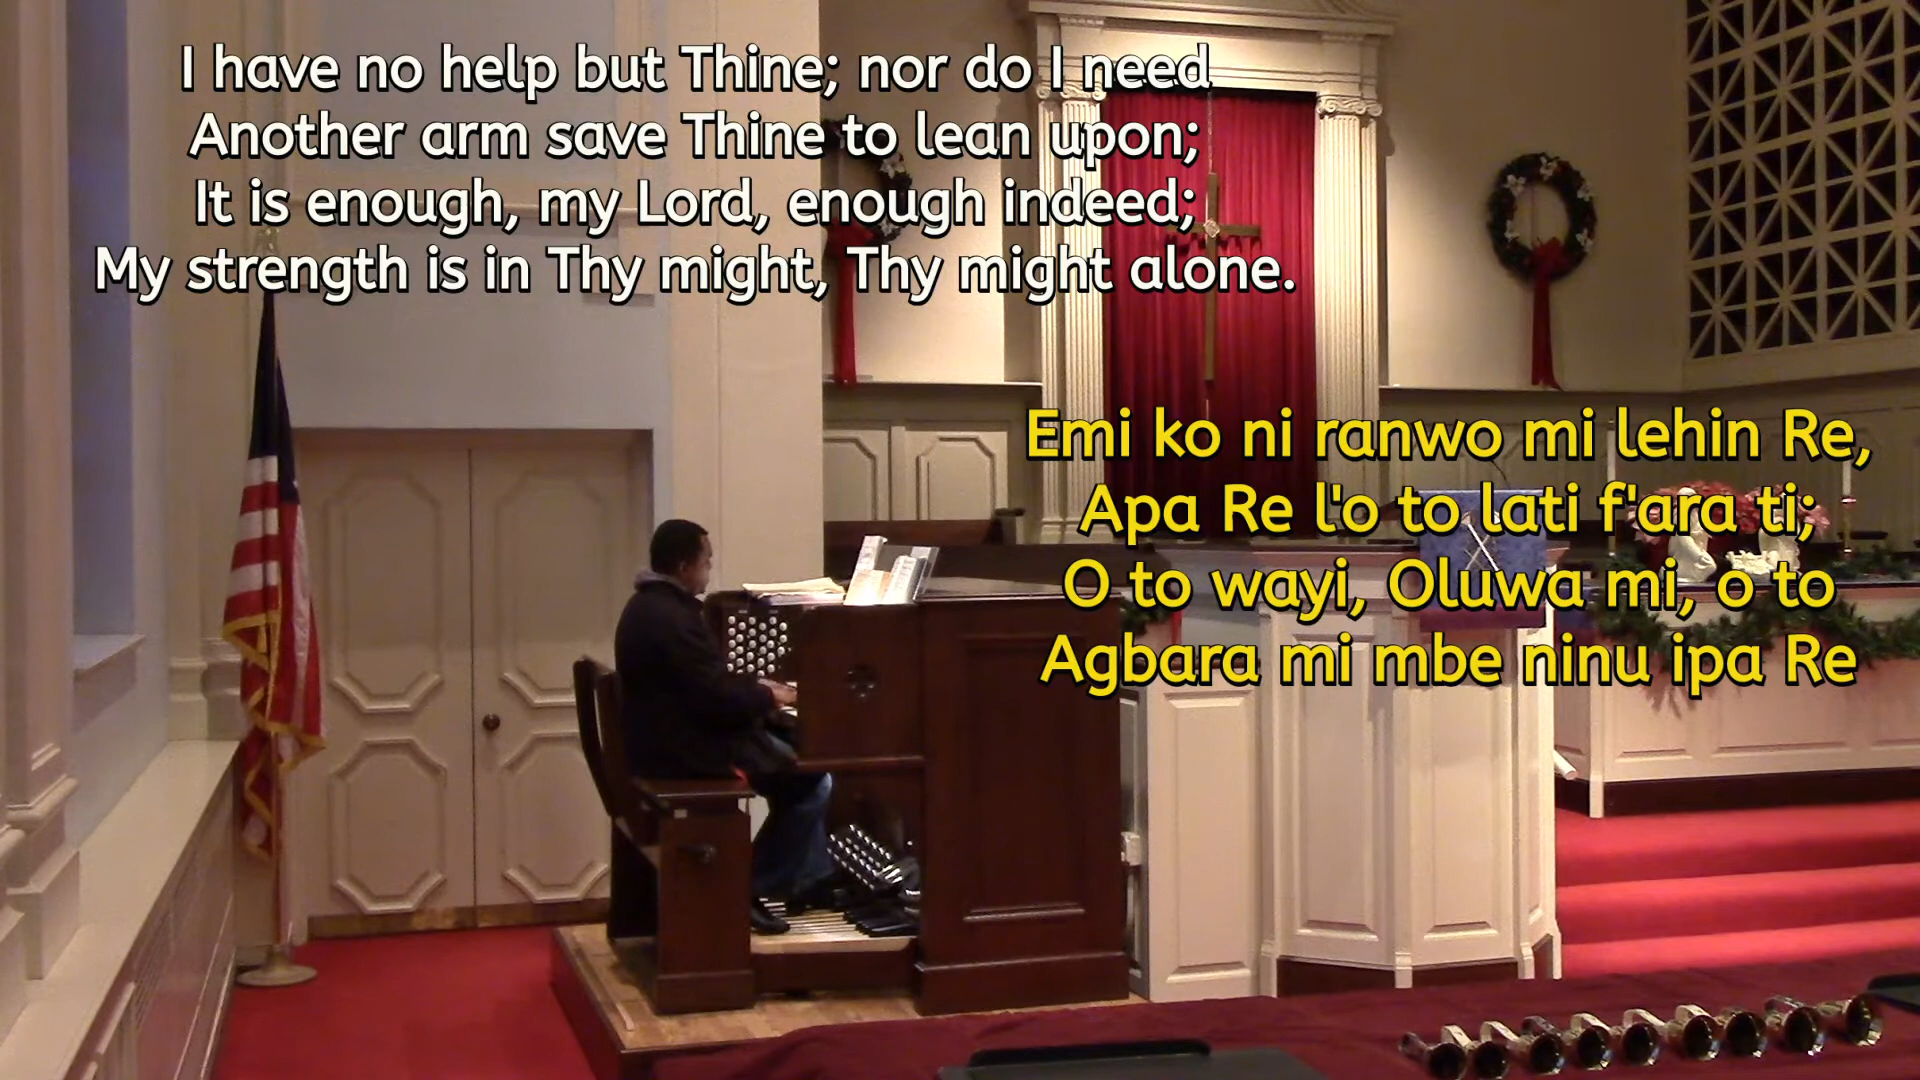 I have no help but Thine; nor do I need
Another arm save Thine to lean upon;
It is enough, my Lord, enough indeed;
My strength is in Thy might, Thy might alone.
Emi ko ni ranwo mi lehin Re,
Apa Re l'o to lati f'ara ti;
O to wayi, Oluwa mi, o to
Agbara mi mbe ninu ipa Re